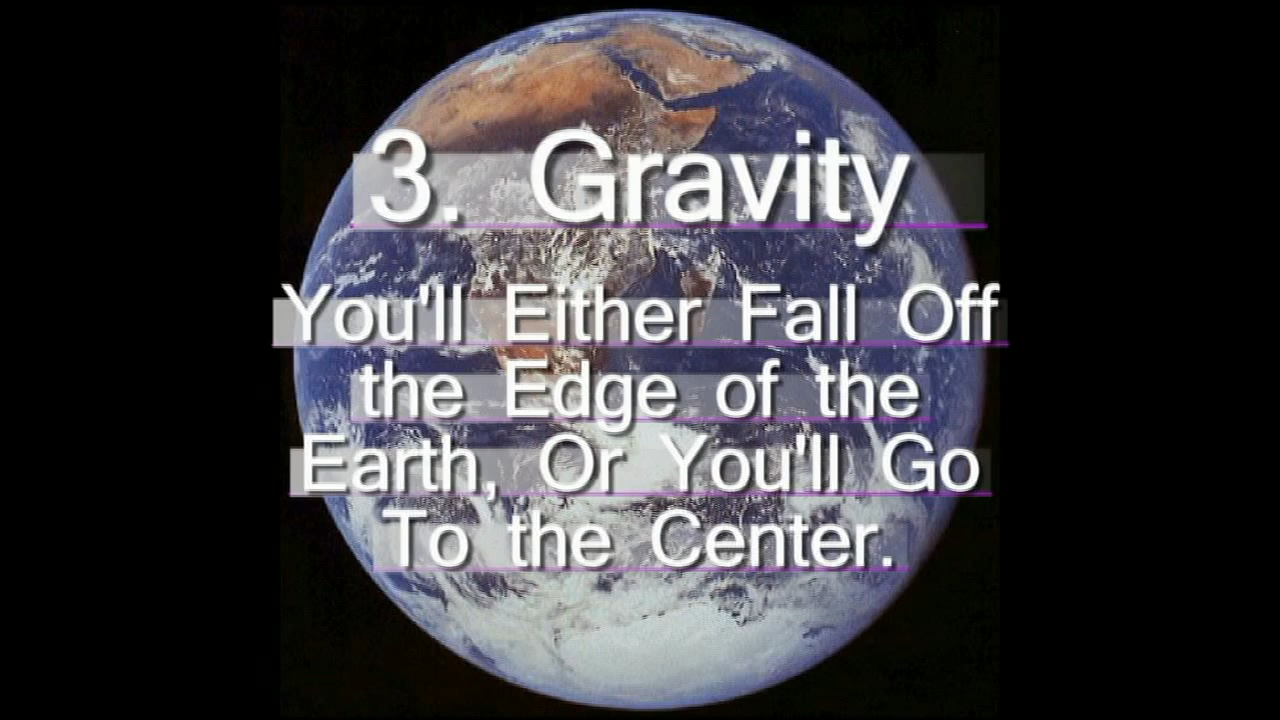 3. Gravity
You'll Either Fall Off
the Edge of the
Earth, Or You'll Go
To the Center.